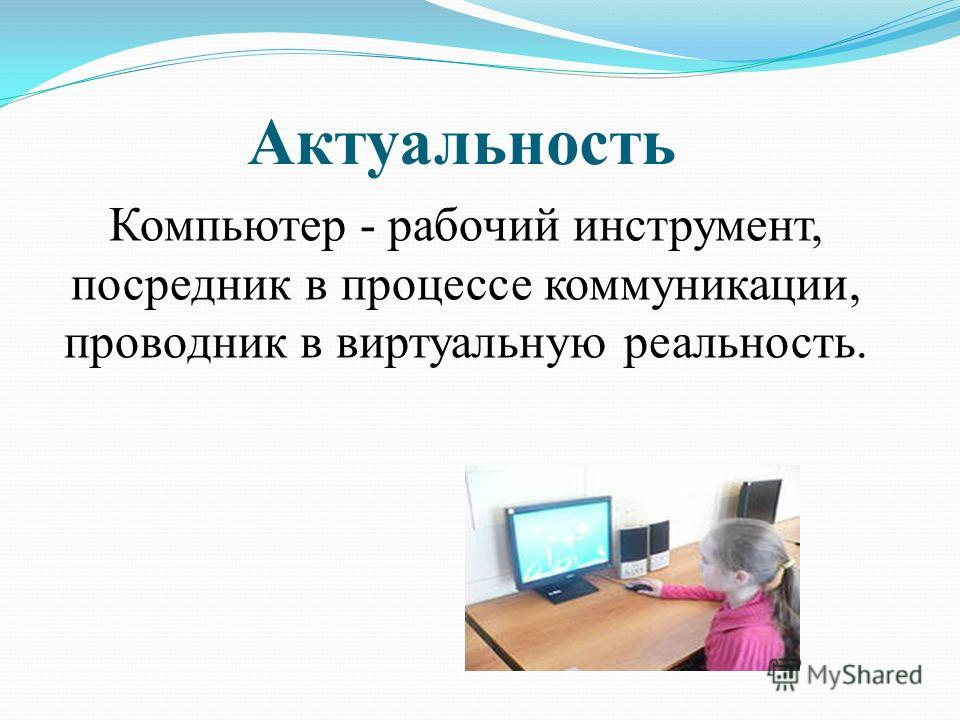 Актуальность
Компьютер - рабочий инструмент,
посредник в процессе коммуникации,
проводник в виртуальную реальность.
MyShared